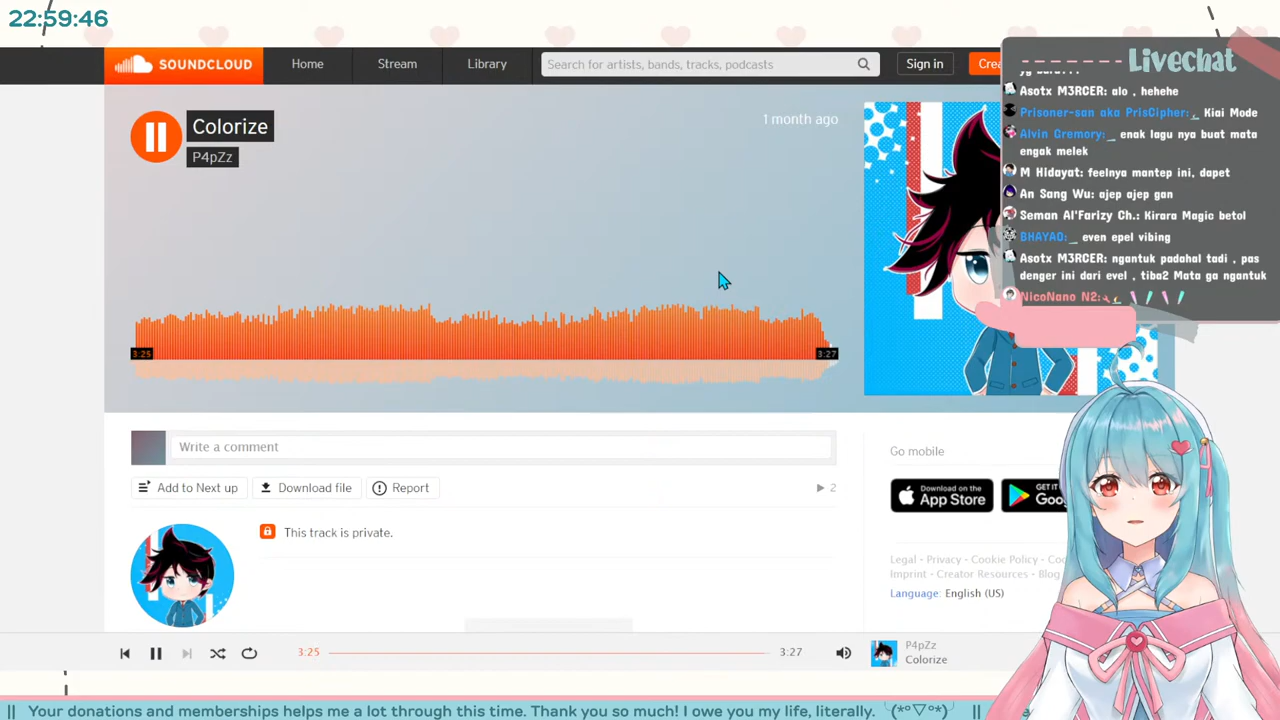 22:59:46
SOUNDCLOUD
Home
Stream
Library
Search for artists, bands, tracks, podcasts
Sign in
Colorize
P4pZz
1 month ago
3:25
3:27
Write a comment
Add to Next up
Download file
Report
2
This track is private.
Go mobile
Download on the
App Store
GET IT
Legal - Privacy - Cookie Policy -
Imprint - Creator Resources - Blog
Language: English (US)
3:25
3:27
P4pZz
Colorize
Livechat
Asotx M3RCER: alo , hehehe
Prisoner-san aka PrisCipher: Kiai Mode
Alvin Gremory: enak lagu nya buat mata
engak melek
M Hidayat: feelnya mantep ini, dapet
An Sang Wu: ajep ajep gan
Seman Al'Farizy Ch.: Kirara Magic betol
BHAYAO: even epel vibing
Asotx M3RCER: ngantuk padahal tadi , pas
denger ini dari evel , tiba2 Mata ga ngantuk
NicoNano N2:
|| Your donations and memberships helps me a lot through this time. Thank you so much! I owe you my life, literally. (*°▽°*) ||